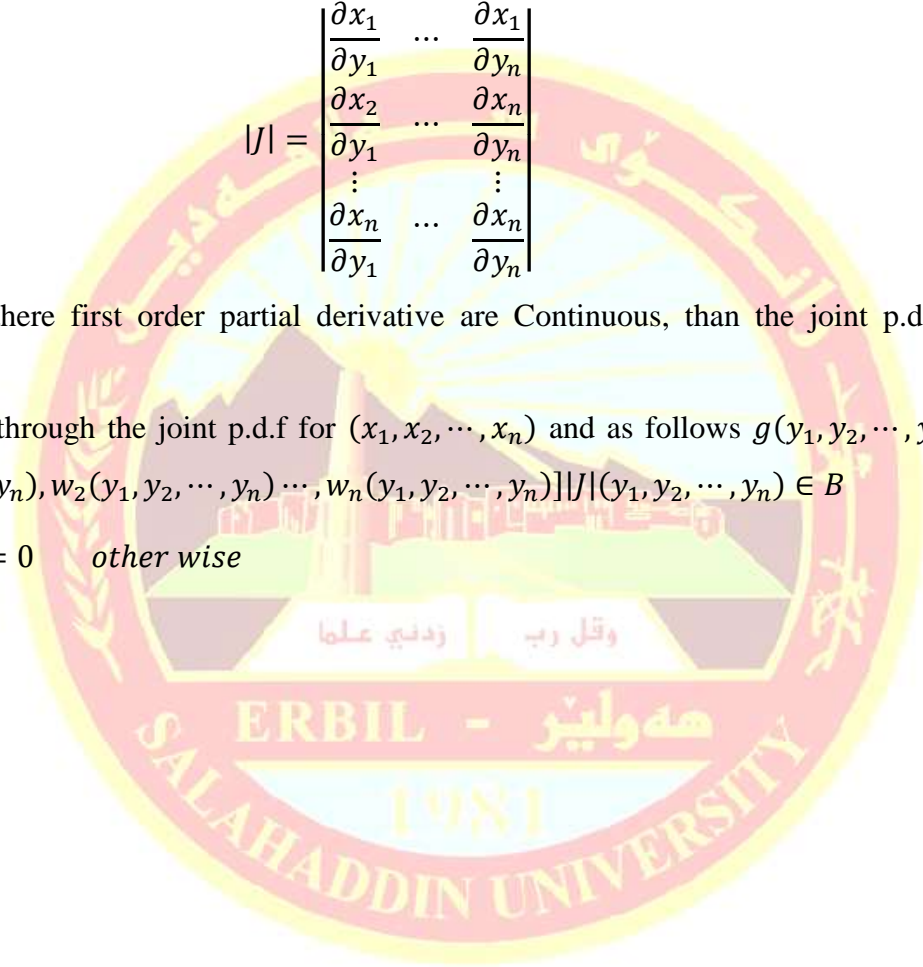 |J| = | ∂x₁/∂y₁ ⋯ ∂x₁/∂yₙ |
| ∂x₂/∂y₁ ⋯ ∂xₙ/∂yₙ |
| ⋮ ⋮ |
| ∂xₙ/∂y₁ ⋯ ∂xₙ/∂yₙ |
here first order partial derivative are Continuous, than the joint p.d
through the joint p.d.f for (x₁, x₂, ⋯, xₙ) and as follows g(y₁, y₂, ⋯,
yₙ), w₂(y₁, y₂, ⋯, yₙ) ⋯, wₙ(y₁, y₂, ⋯, yₙ)]|J|(y₁, y₂, ⋯, yₙ) ∈ B
= 0 other wise
وقل رب زدني علما
ERBIL - هەولێر
1981
SALAHADDIN UNIVERSITY